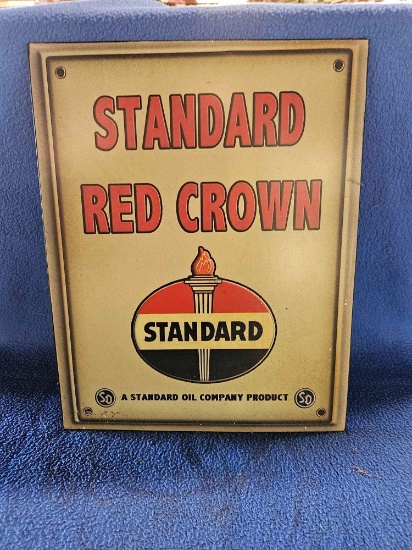 STANDARD
RED CROWN
STANDARD
SO A STANDARD OIL COMPANY PRODUCT SO